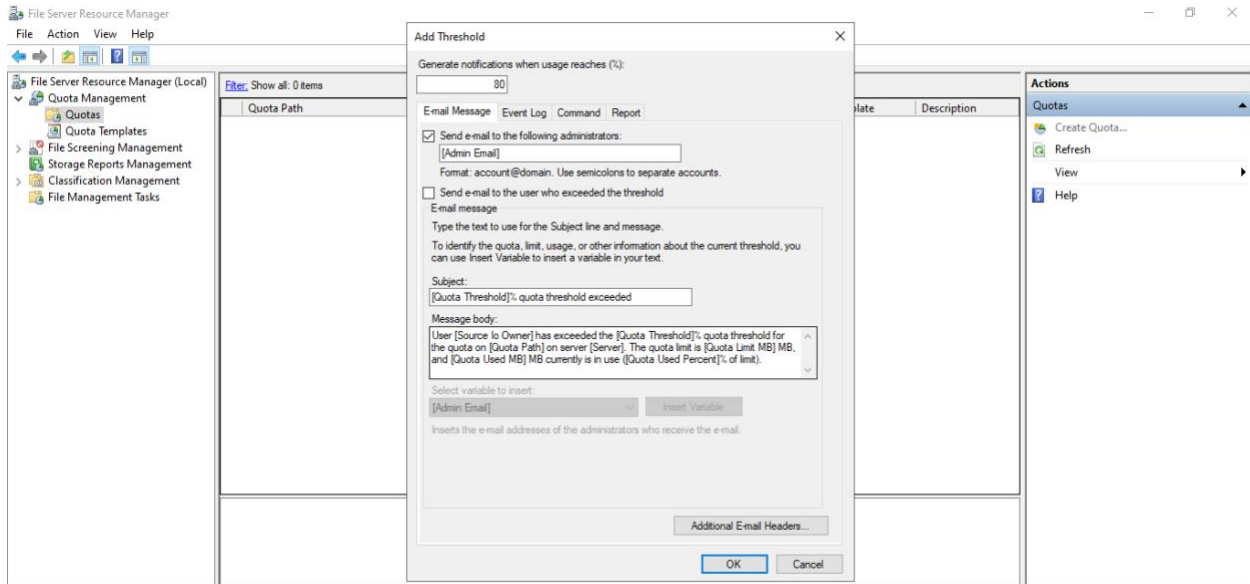 File Server Resource Manager
File Action View Help
File Server Resource Manager (Local)
Quota Management
Quotas
Quota Templates
File Screening Management
Storage Reports Management
Classification Management
File Management Tasks
Filter: Show all: 0 items
Quota Path
late
Description
Add Threshold
Generate notifications when usage reaches (%):
80
E-mail Message Event Log Command Report
Send e-mail to the following administrators:
[Admin Email]
Format: account@domain. Use semicolons to separate accounts.
Send e-mail to the user who exceeded the threshold
E-mail message
Type the text to use for the Subject line and message.
To identify the quota, limit, usage, or other information about the current threshold, you
can use Insert Variable to insert a variable in your text.
Subject:
[Quota Threshold]% quota threshold exceeded
Message body:
User [Source Io Owner] has exceeded the [Quota Threshold]% quota threshold for
the quota on [Quota Path] on server [Server]. The quota limit is [Quota Limit MB] MB,
and [Quota Used MB] MB currently is in use ([Quota Used Percent]% of limit).
Select variable to insert:
[Admin Email]
Insert Variable
Inserts the e-mail addresses of the administrators who receive the e-mail.
Additional E-mail Headers...
OK Cancel
Actions
Quotas
Create Quota...
Refresh
View
Help